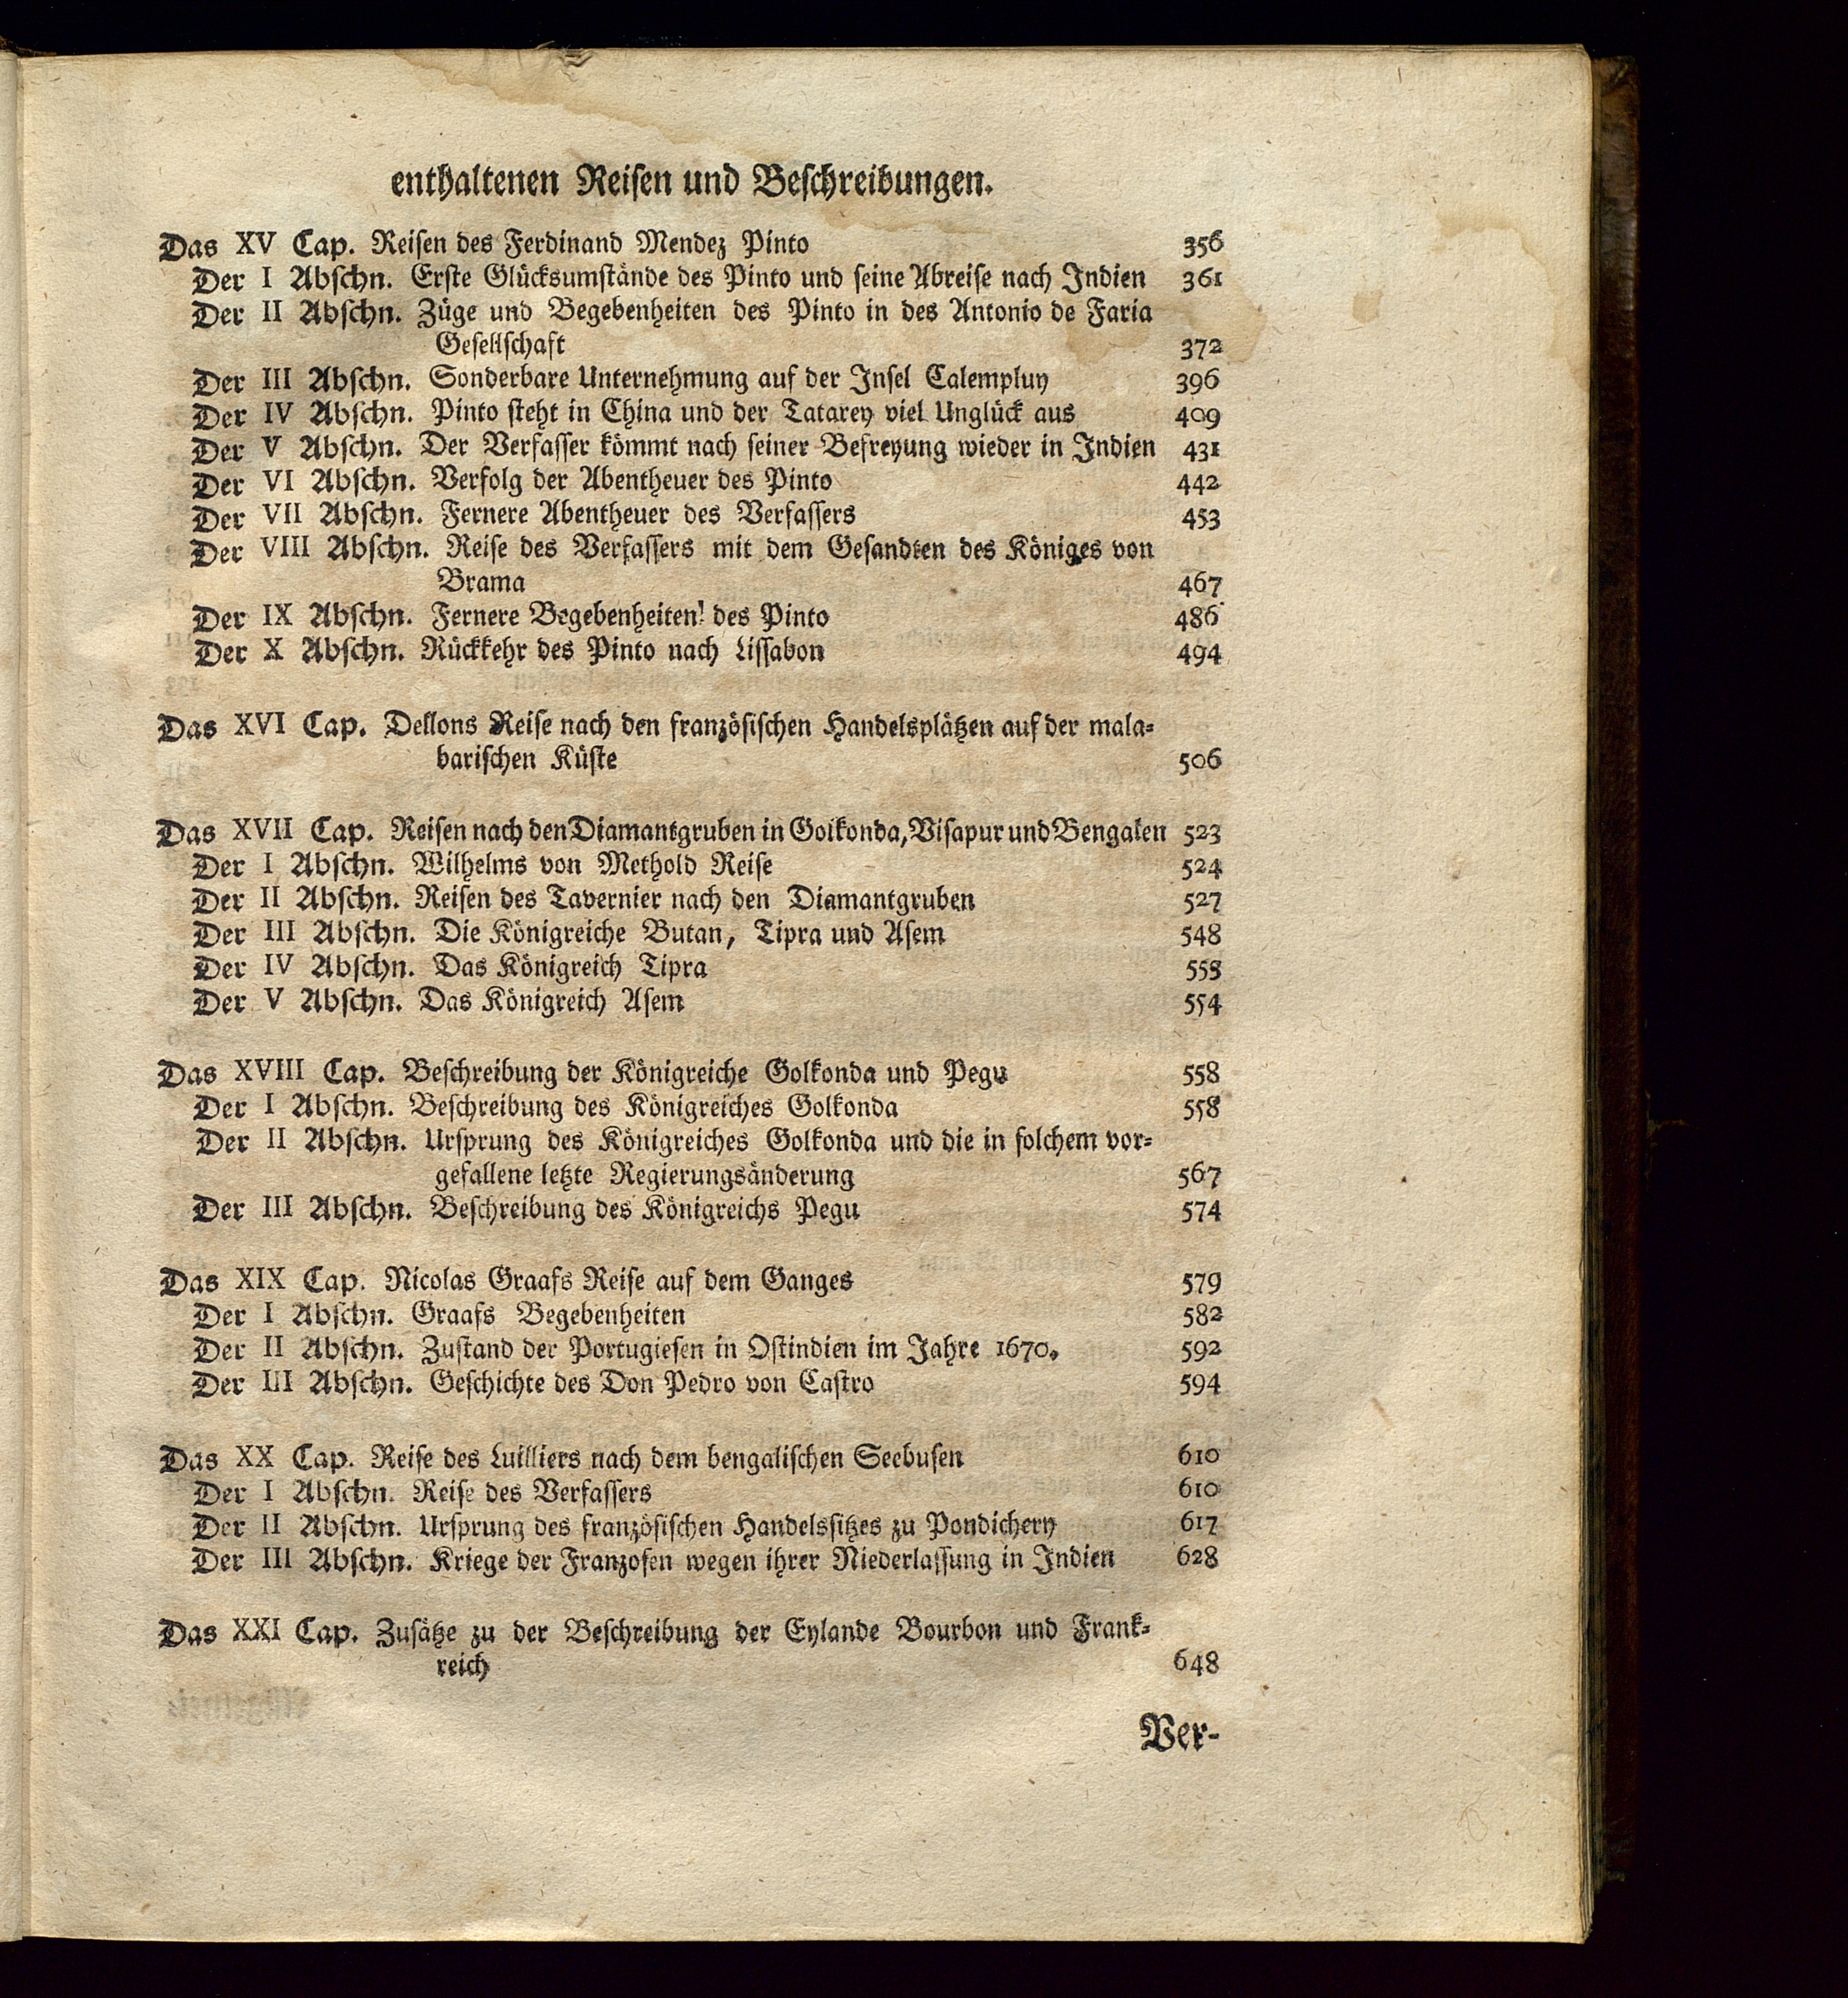 enthaltenen Reisen und Beschreibungen.
Das XV Cap. Reisen des Ferdinand Mendez Pinto 356
Der I Abschn. Erste Glücksumstände des Pinto und seine Abreise nach Indien 361
Der II Abschn. Züge und Begebenheiten des Pinto in des Antonio de Faria
Gesellschaft 372
Der III Abschn. Sonderbare Unternehmung auf der Insel Calempluy 396
Der IV Abschn. Pinto steht in China und der Tatarey viel Unglück aus 409
Der V Abschn. Der Verfasser kömmt nach seiner Befreyung wieder in Indien 431
Der VI Abschn. Verfolg der Abentheuer des Pinto 442
Der VII Abschn. Fernere Abentheuer des Verfassers 453
Der VIII Abschn. Reise des Verfassers mit dem Gesandten des Königes von
Brama 467
Der IX Abschn. Fernere Begebenheiten! des Pinto 486
Der X Abschn. Rückkehr des Pinto nach Lissabon 494
Das XVI Cap. Dellons Reise nach den französischen Handelsplätzen auf der mala-
barischen Küste 506
Das XVII Cap. Reisen nach den Diamantgruben in Golkonda, Visapur und Bengalen 523
Der I Abschn. Wilhelms von Methold Reise 524
Der II Abschn. Reisen des Tavernier nach den Diamantgruben 527
Der III Abschn. Die Königreiche Butan, Tipra und Asem 548
Der IV Abschn. Das Königreich Tipra 553
Der V Abschn. Das Königreich Asem 554
Das XVIII Cap. Beschreibung der Königreiche Golkonda und Pegu 558
Der I Abschn. Beschreibung des Königreiches Golkonda 558
Der II Abschn. Ursprung des Königreiches Golkonda und die in solchem vor-
gefallene letzte Regierungsänderung 567
Der III Abschn. Beschreibung des Königreichs Pegu 574
Das XIX Cap. Nicolas Graafs Reise auf dem Ganges 579
Der I Abschn. Graafs Begebenheiten 582
Der II Abschn. Zustand der Portugiesen in Ostindien im Jahre 1670. 592
Der III Abschn. Geschichte des Don Pedro von Castro 594
Das XX Cap. Reise des Luilliers nach dem bengalischen Seebusen 610
Der I Abschn. Reise des Verfassers 610
Der II Abschn. Ursprung des französischen Handelssitzes zu Pondichery 617
Der III Abschn. Kriege der Franzosen wegen ihrer Niederlassung in Indien 628
Das XXI Cap. Zusätze zu der Beschreibung der Eylande Bourbon und Frank-
reich 648
Ver-